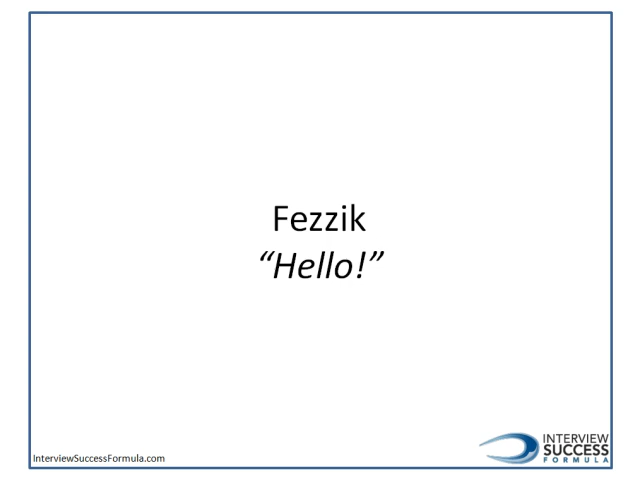 Fezzik
“Hello!”
InterviewSuccessFormula.com
INTERVIEW
SUCCESS
FORMULA